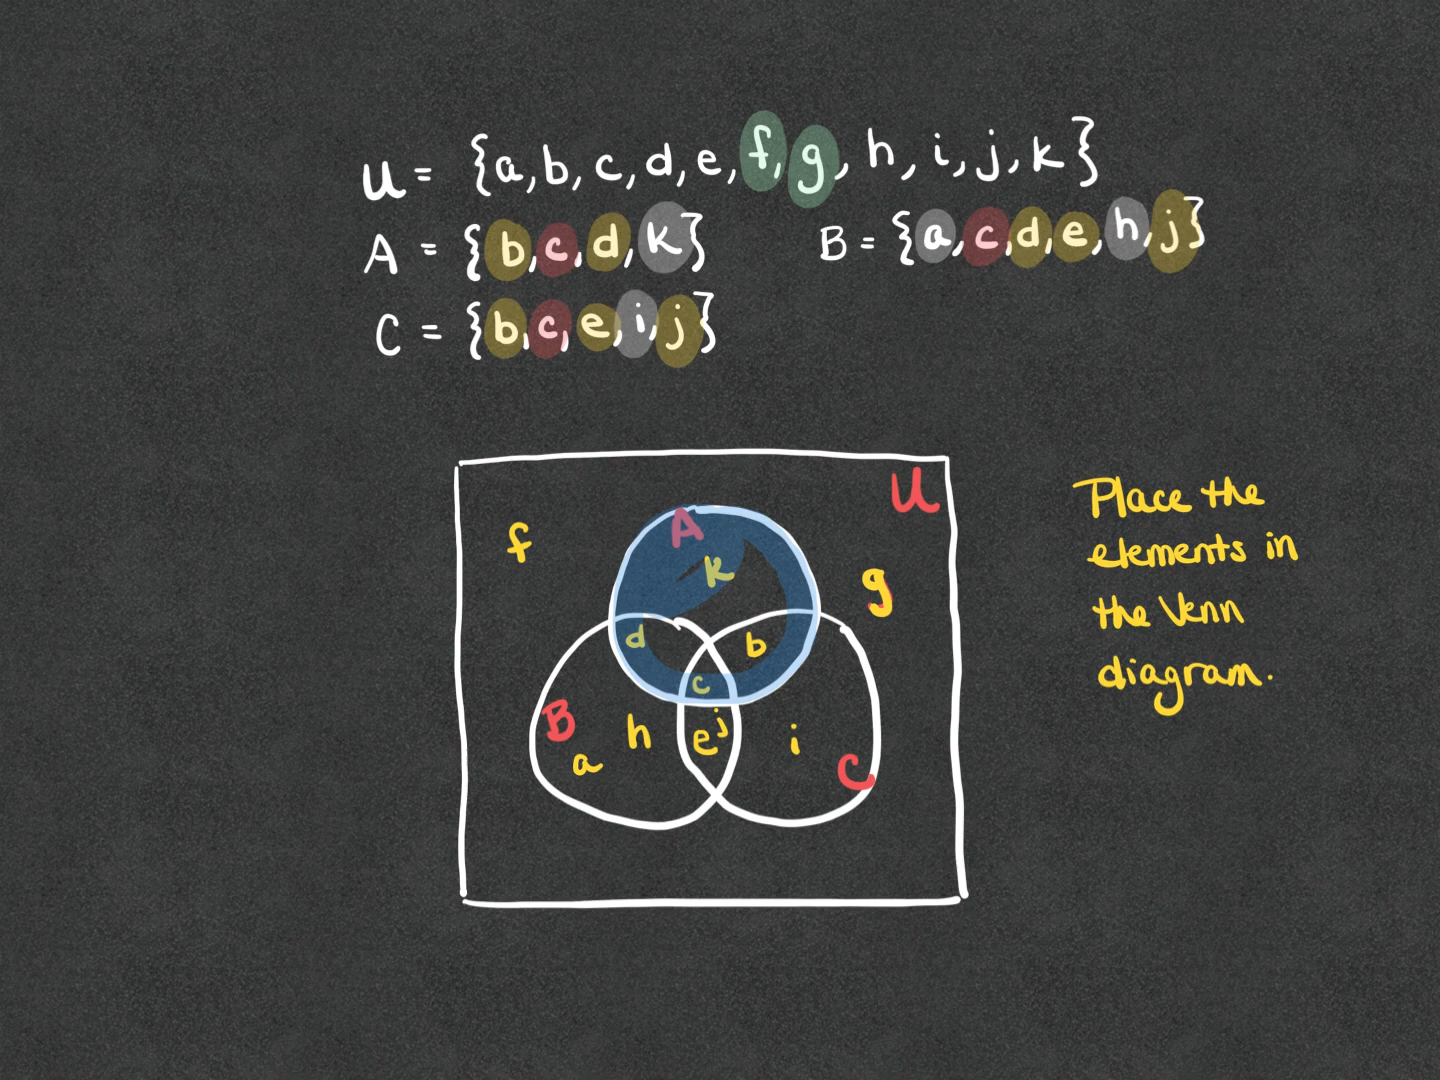 U = {a, b, c, d, e, f, g, h, i, j, k}
A = {b, c, d, k} B = {a, c, d, e, h, j}
C = {b, c, e, i, j}
U
A
f
k
g
d b
c
B h e j i
a C
Place the
elements in
the Venn
diagram.